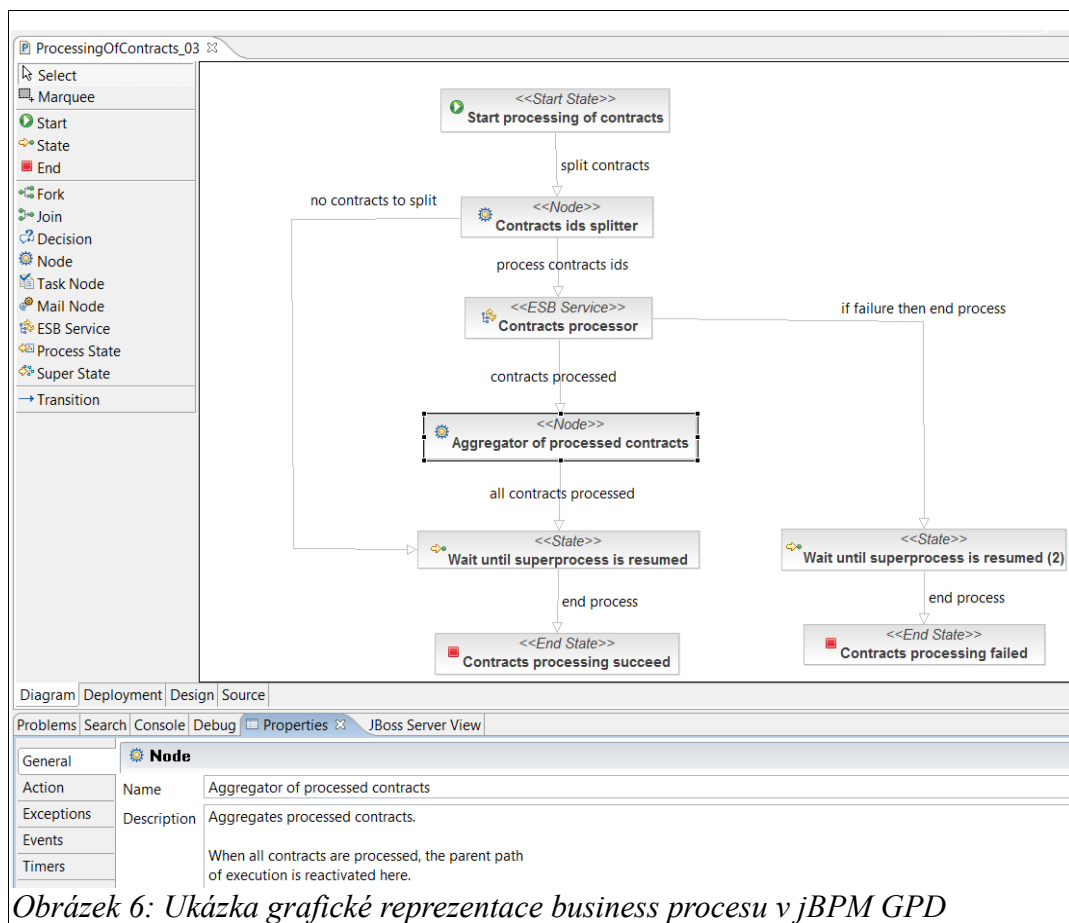 ProcessingOfContracts_03
Select
Marquee
Start
State
End
Fork
Join
Decision
Node
Task Node
Mail Node
ESB Service
Process State
Super State
Transition
<<Start State>>
Start processing of contracts
split contracts
no contracts to split
<<Node>>
Contracts ids splitter
process contracts ids
<<ESB Service>>
Contracts processor
if failure then end process
contracts processed
<<Node>>
Aggregator of processed contracts
all contracts processed
<<State>>
Wait until superprocess is resumed
<<State>>
Wait until superprocess is resumed (2)
end process
end process
<<End State>>
Contracts processing succeed
<<End State>>
Contracts processing failed
Diagram Deployment Design Source
Problems Search Console Debug Properties JBoss Server View
General
Action
Exceptions
Events
Timers
Node
Name Aggregator of processed contracts
Description Aggregates processed contracts.
When all contracts are processed, the parent path
of execution is reactivated here.
Obrázek 6: Ukázka grafické reprezentace business procesu v jBPM GPD